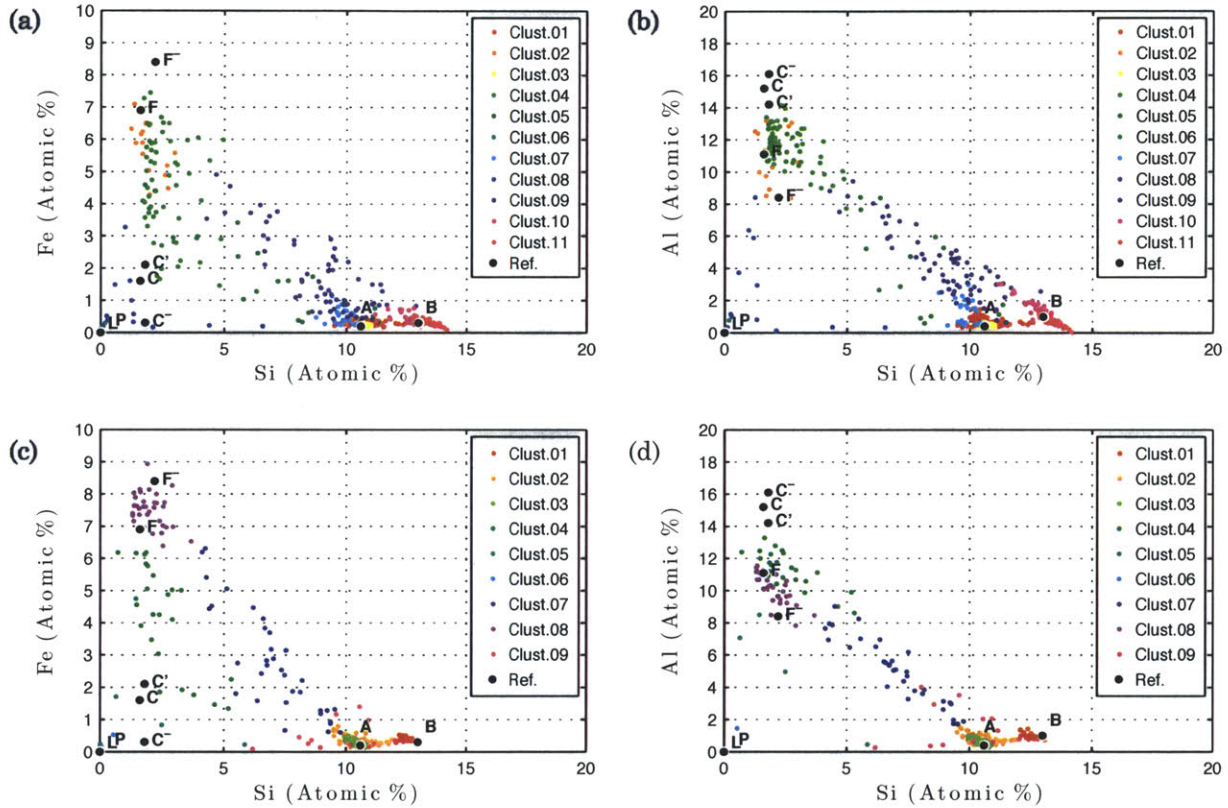 (a)
10
9
8
7
6
5
4
3
2
1
0
0 5 10 15 20
Fe (Atomic %)
Si (Atomic %)
F⁻
F
C'
C
C⁻
LP
A
B
Clust.01
Clust.02
Clust.03
Clust.04
Clust.05
Clust.06
Clust.07
Clust.08
Clust.09
Clust.10
Clust.11
Ref.
(b)
20
18
16
14
12
10
8
6
4
2
0
0 5 10 15 20
Al (Atomic %)
Si (Atomic %)
C⁻
C
C'
F
F⁻
LP
A
B
Clust.01
Clust.02
Clust.03
Clust.04
Clust.05
Clust.06
Clust.07
Clust.08
Clust.09
Clust.10
Clust.11
Ref.
(c)
10
9
8
7
6
5
4
3
2
1
0
0 5 10 15 20
Fe (Atomic %)
Si (Atomic %)
F⁻
F
C'
C
C⁻
LP
A
B
Clust.01
Clust.02
Clust.03
Clust.04
Clust.05
Clust.06
Clust.07
Clust.08
Clust.09
Ref.
(d)
20
18
16
14
12
10
8
6
4
2
0
0 5 10 15 20
Al (Atomic %)
Si (Atomic %)
C⁻
C
C'
F
F⁻
LP
A
B
Clust.01
Clust.02
Clust.03
Clust.04
Clust.05
Clust.06
Clust.07
Clust.08
Clust.09
Ref.